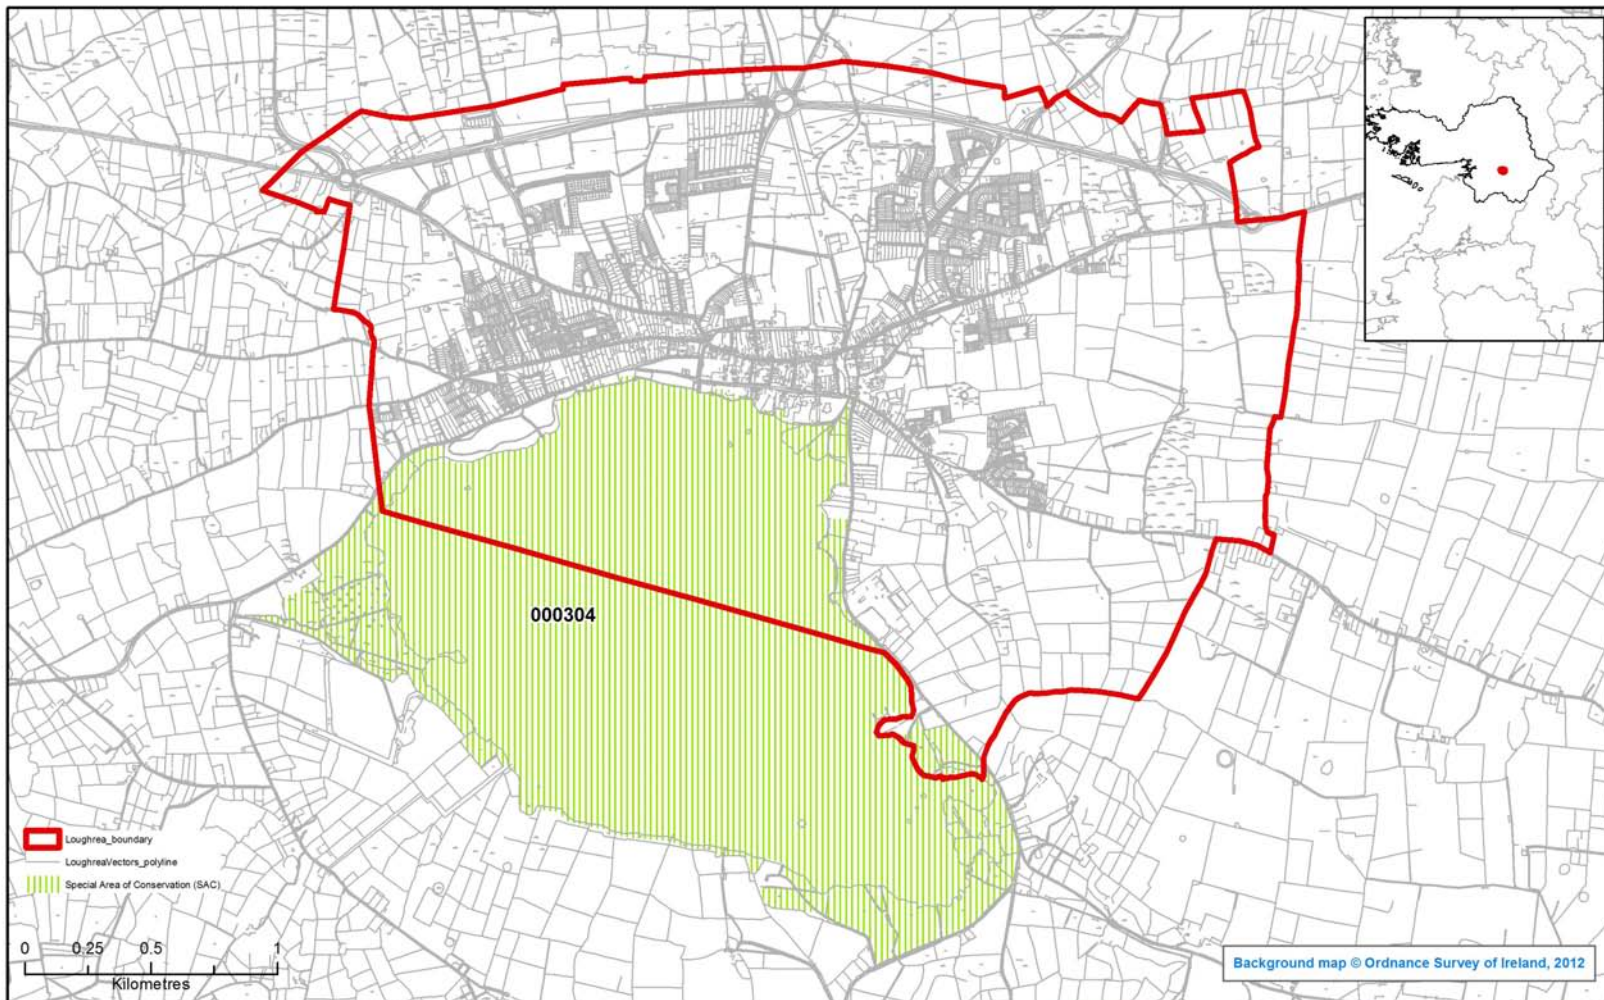 000304
Loughrea_boundary
LoughreaVectors_polyline
Special Area of Conservation (SAC)
0 0.25 0.5 1
Kilometres
Background map © Ordnance Survey of Ireland, 2012